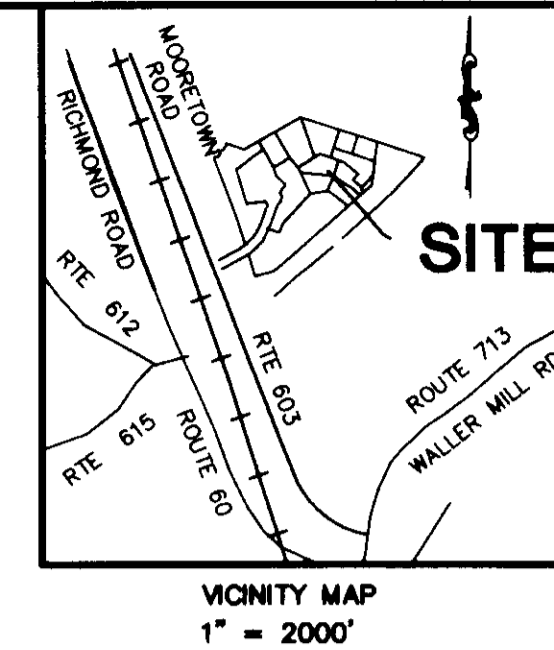 MOORETOWN
ROAD
RICHMOND ROAD
SITE
RTE 612
RTE 603
ROUTE 713
WALLER MILL RD
RTE 615
ROUTE 60
VICINITY MAP
1" = 2000'